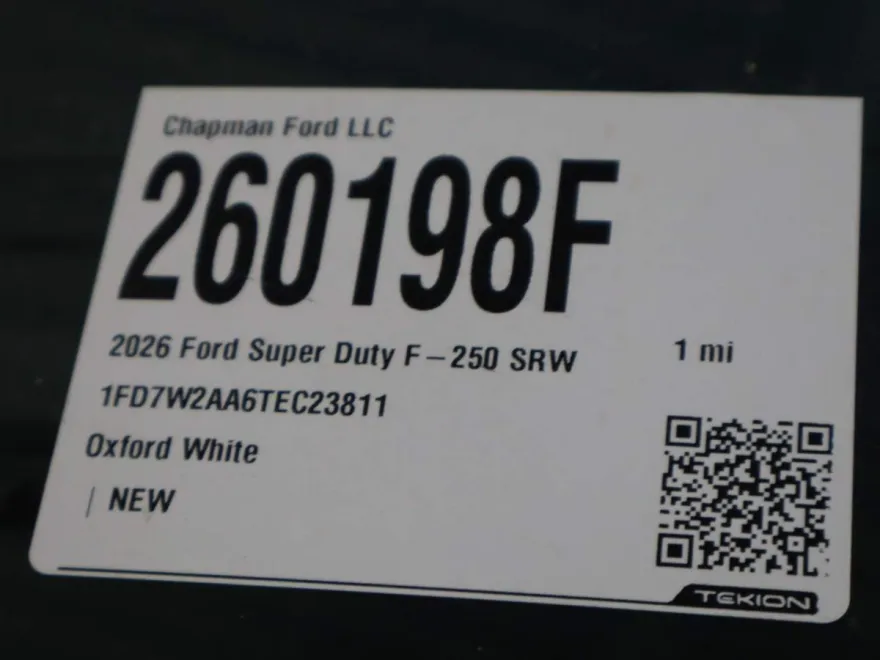 Chapman Ford LLC
260198F
2026 Ford Super Duty F-250 SRW 1 mi
1FD7W2AA6TEC23811
Oxford White
| NEW
TEKION